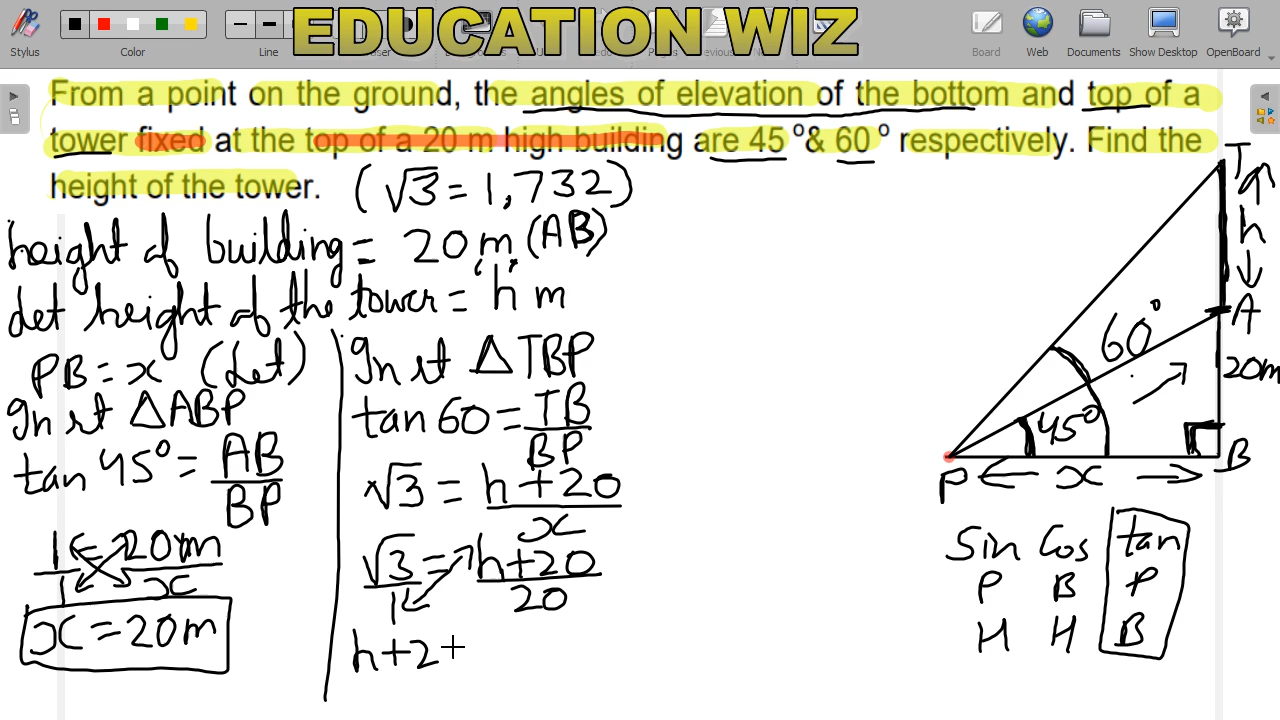 EDUCATION WIZ
Stylus
Color
Line
Board
Web
Documents
Show Desktop
OpenBoard
From a point on the ground, the angles of elevation of the bottom and top of a
tower fixed at the top of a 20 m high building are 45° & 60° respectively. Find the
height of the tower. (√3 = 1,732)
height of building = 20 m (AB)
Let height of the tower = 'h' m
PB = x (Let)
In rt △ABP
tan 45° = AB/BP
1/1 = 20m/x
x = 20m
In rt △TBP
tan 60 = TB/BP
√3 = h+20/x
√3/1 = h+20/20
h+2
T
h
A
60°
20m
45°
B
P
x
Sin Cos tan
P B P
H H B